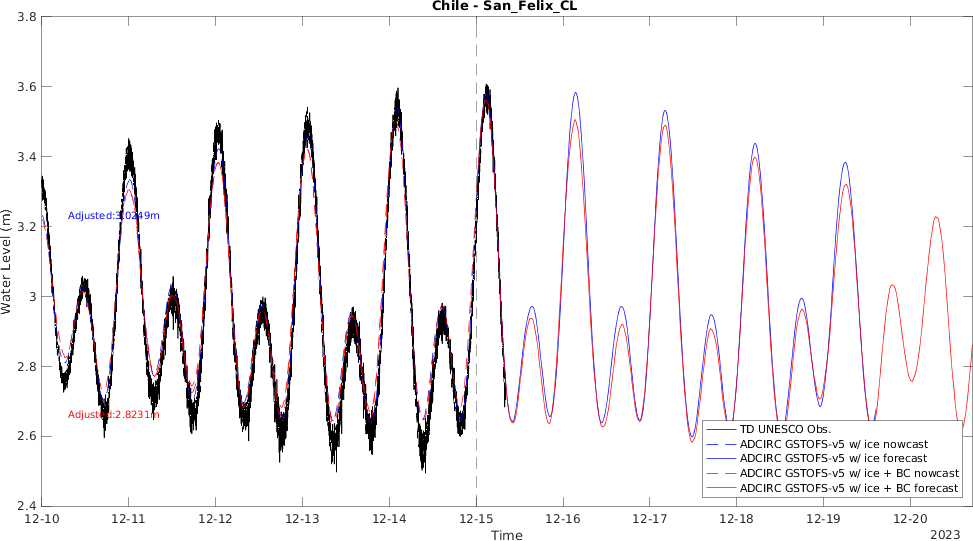 Chile - San_Felix_CL
3.8
3.6
3.4
3.2
3
2.8
2.6
2.4
Water Level (m)
Adjusted:3.0249m
Adjusted:2.8231m
TD UNESCO Obs.
ADCIRC GSTOFS-v5 w/ ice nowcast
ADCIRC GSTOFS-v5 w/ ice forecast
ADCIRC GSTOFS-v5 w/ ice + BC nowcast
ADCIRC GSTOFS-v5 w/ ice + BC forecast
12-10 12-11 12-12 12-13 12-14 12-15 12-16 12-17 12-18 12-19 12-20
Time
2023